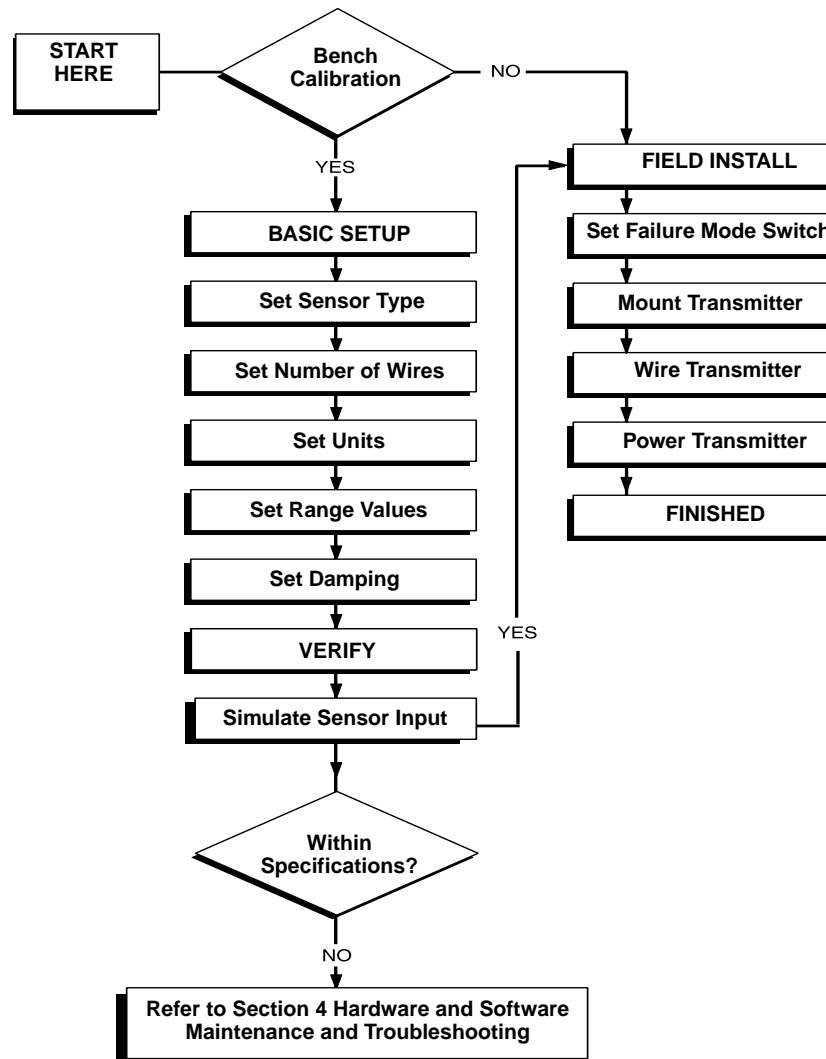 START
HERE
Bench
Calibration
NO
YES
BASIC SETUP
Set Sensor Type
Set Number of Wires
Set Units
Set Range Values
Set Damping
VERIFY
Simulate Sensor Input
YES
Within
Specifications?
NO
Refer to Section 4 Hardware and Software
Maintenance and Troubleshooting
FIELD INSTALL
Set Failure Mode Switch
Mount Transmitter
Wire Transmitter
Power Transmitter
FINISHED